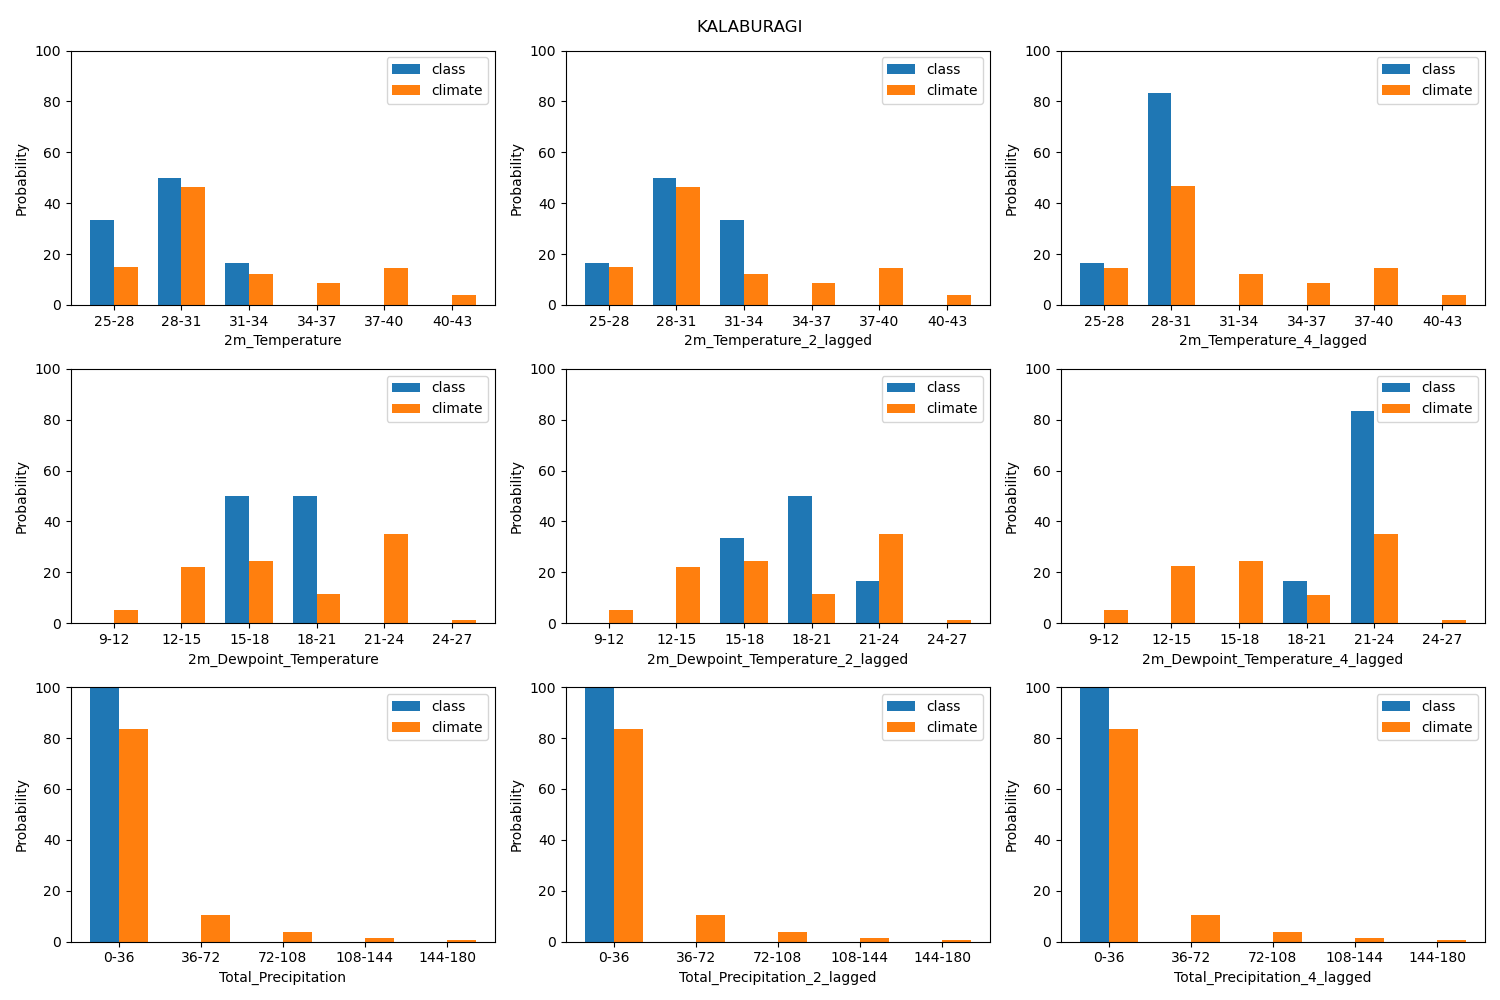 KALABURAGI
100
80
60
40
20
0
Probability
class
climate
25-28 28-31 31-34 34-37 37-40 40-43
2m_Temperature
100
80
60
40
20
0
Probability
class
climate
25-28 28-31 31-34 34-37 37-40 40-43
2m_Temperature_2_lagged
100
80
60
40
20
0
Probability
class
climate
25-28 28-31 31-34 34-37 37-40 40-43
2m_Temperature_4_lagged
100
80
60
40
20
0
Probability
class
climate
9-12 12-15 15-18 18-21 21-24 24-27
2m_Dewpoint_Temperature
100
80
60
40
20
0
Probability
class
climate
9-12 12-15 15-18 18-21 21-24 24-27
2m_Dewpoint_Temperature_2_lagged
100
80
60
40
20
0
Probability
class
climate
9-12 12-15 15-18 18-21 21-24 24-27
2m_Dewpoint_Temperature_4_lagged
100
80
60
40
20
0
Probability
class
climate
0-36 36-72 72-108 108-144 144-180
Total_Precipitation
100
80
60
40
20
0
Probability
class
climate
0-36 36-72 72-108 108-144 144-180
Total_Precipitation_2_lagged
100
80
60
40
20
0
Probability
class
climate
0-36 36-72 72-108 108-144 144-180
Total_Precipitation_4_lagged